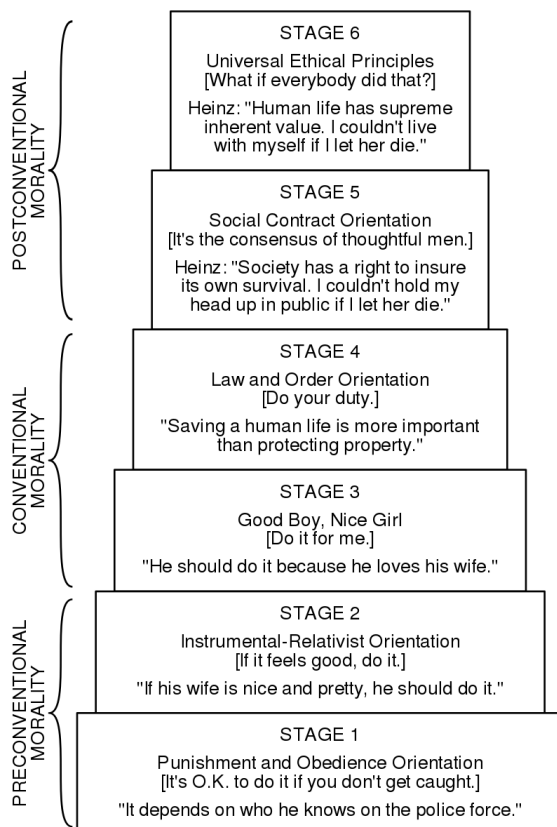 STAGE 6
Universal Ethical Principles
[What if everybody did that?]
Heinz: "Human life has supreme
inherent value. I couldn't live
with myself if I let her die."
POSTCONVENTIONAL
MORALITY
STAGE 5
Social Contract Orientation
[It's the consensus of thoughtful men.]
Heinz: "Society has a right to insure
its own survival. I couldn't hold my
head up in public if I let her die."
STAGE 4
Law and Order Orientation
[Do your duty.]
"Saving a human life is more important
than protecting property."
CONVENTIONAL
MORALITY
STAGE 3
Good Boy, Nice Girl
[Do it for me.]
"He should do it because he loves his wife."
STAGE 2
Instrumental-Relativist Orientation
[If it feels good, do it.]
"If his wife is nice and pretty, he should do it."
PRECONVENTIONAL
MORALITY
STAGE 1
Punishment and Obedience Orientation
[It's O.K. to do it if you don't get caught.]
"It depends on who he knows on the police force."